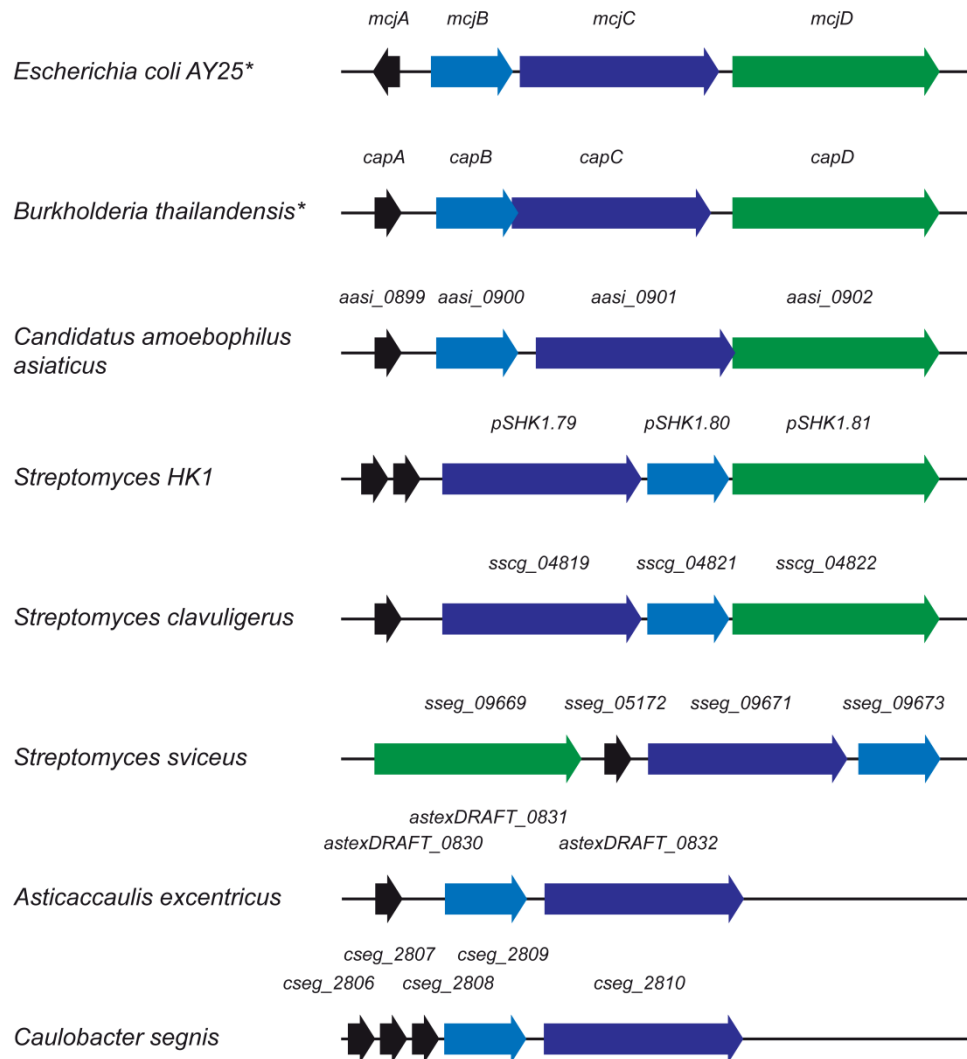 mcjA mcjB mcjC mcjD
Escherichia coli AY25*
capA capB capC capD
Burkholderia thailandensis*
aasi_0899 aasi_0900 aasi_0901 aasi_0902
Candidatus amoebophilus
asiaticus
pSHK1.79 pSHK1.80 pSHK1.81
Streptomyces HK1
sscg_04819 sscg_04821 sscg_04822
Streptomyces clavuligerus
sseg_09669 sseg_05172 sseg_09671 sseg_09673
Streptomyces sviceus
astexDRAFT_0831
astexDRAFT_0830 astexDRAFT_0832
Asticaccaulis excentricus
cseg_2807 cseg_2809
cseg_2806 cseg_2808 cseg_2810
Caulobacter segnis